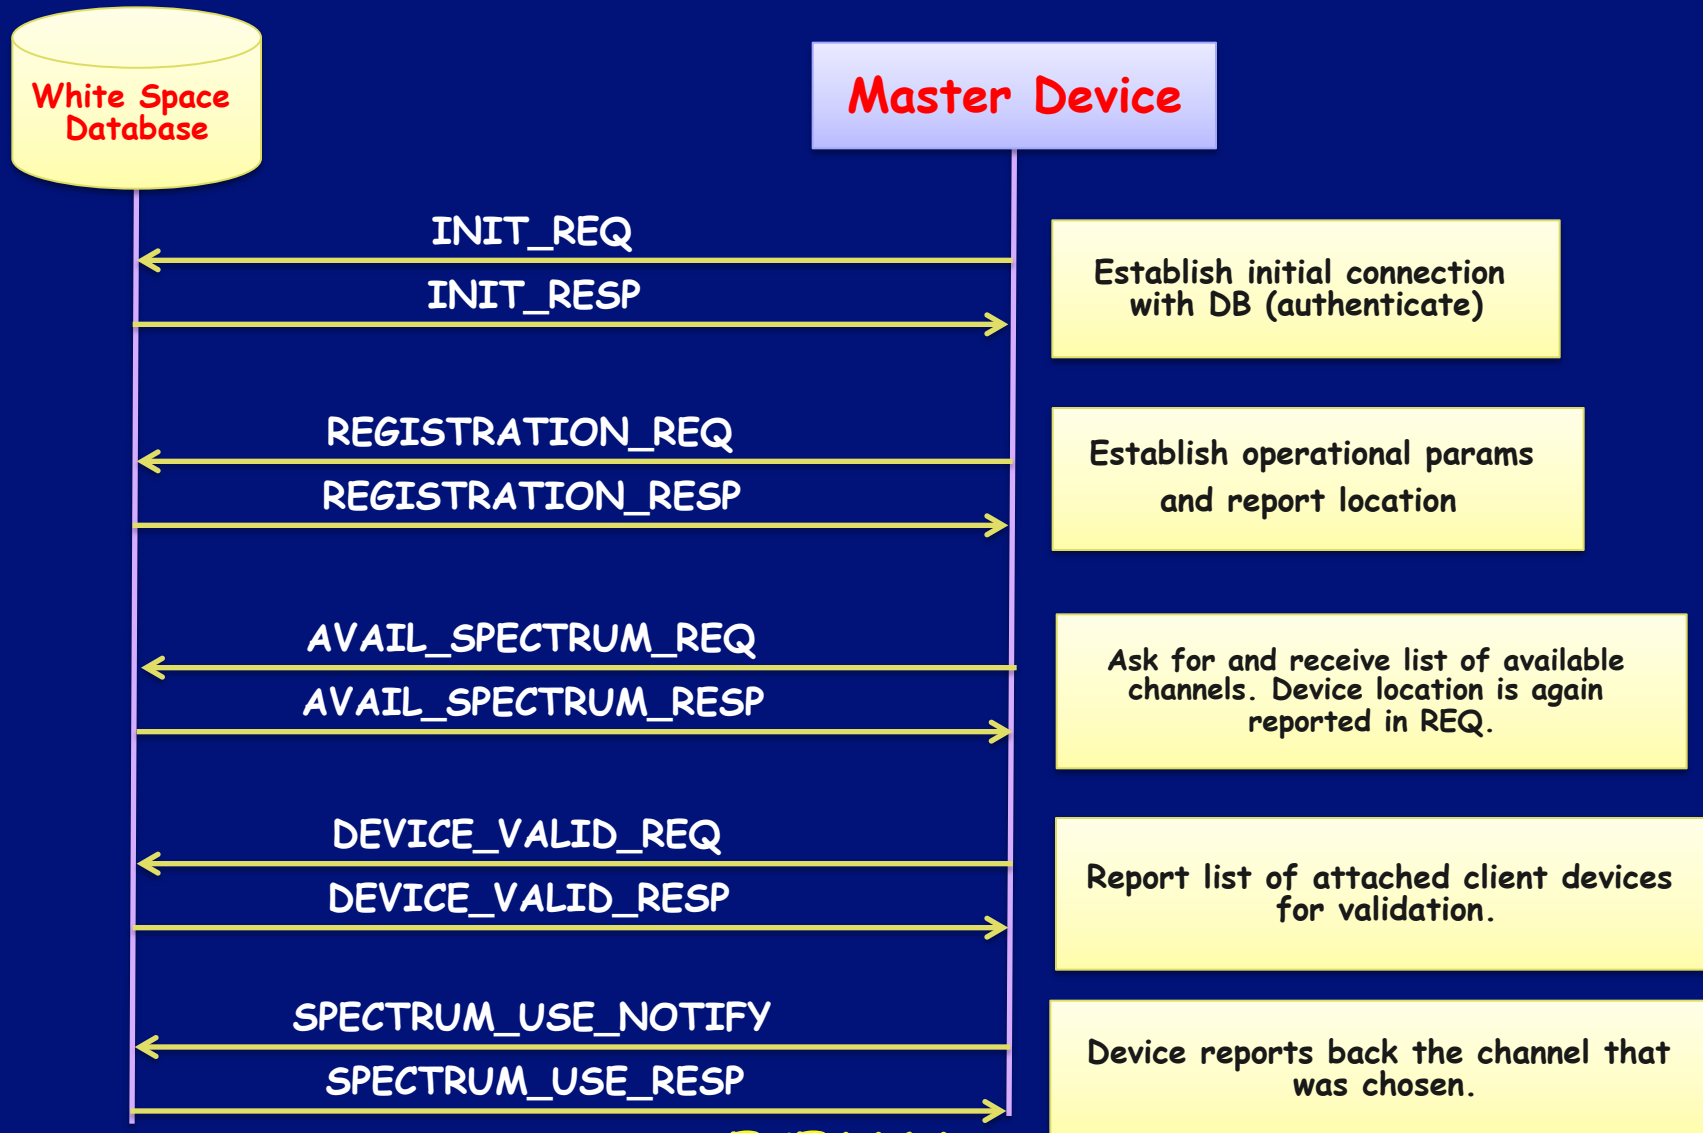 White Space
Database
Master Device
INIT_REQ
INIT_RESP
Establish initial connection
with DB (authenticate)
REGISTRATION_REQ
REGISTRATION_RESP
Establish operational params
and report location
AVAIL_SPECTRUM_REQ
AVAIL_SPECTRUM_RESP
Ask for and receive list of available
channels. Device location is again
reported in REQ.
DEVICE_VALID_REQ
DEVICE_VALID_RESP
Report list of attached client devices
for validation.
SPECTRUM_USE_NOTIFY
SPECTRUM_USE_RESP
Device reports back the channel that
was chosen.